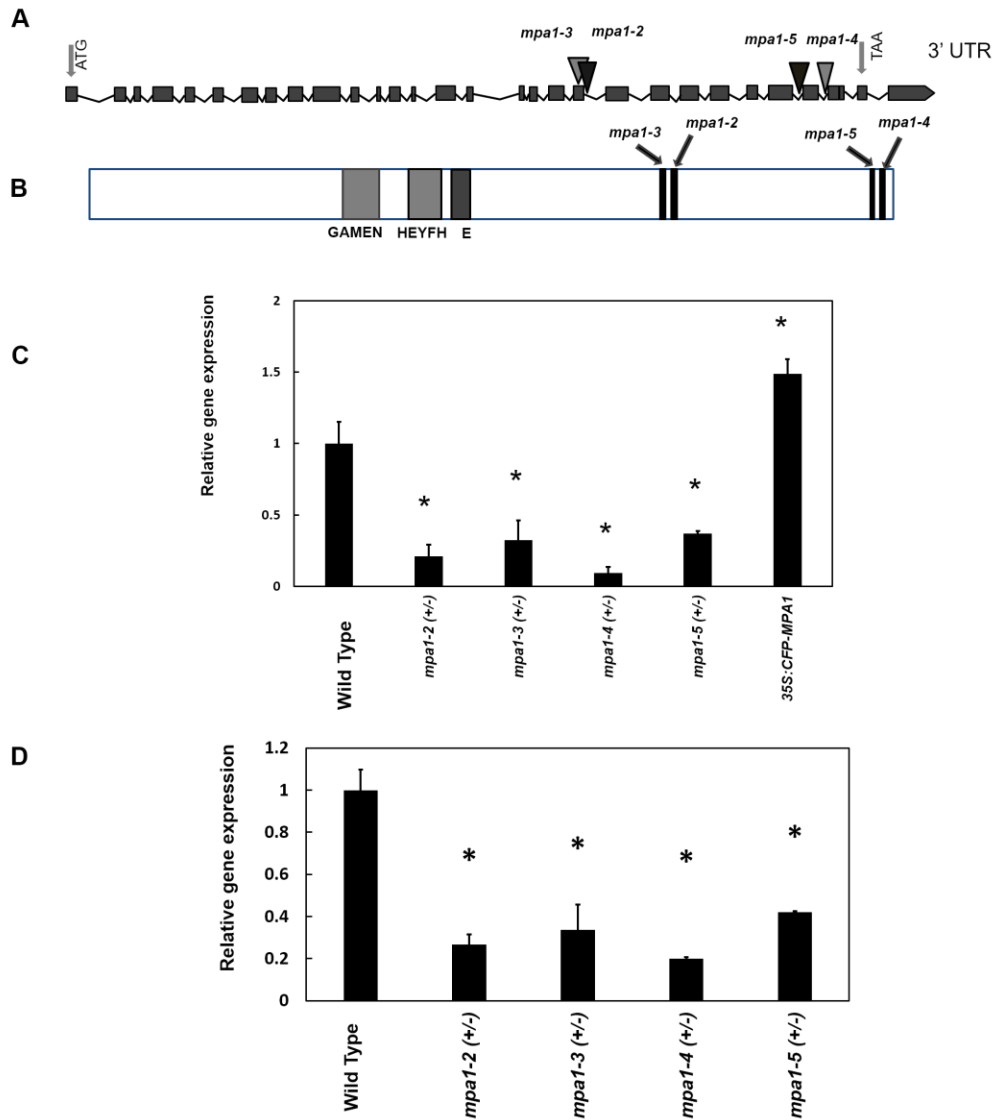 A
ATG
mpa1-3
mpa1-2
mpa1-5
mpa1-4
TAA
3’ UTR
mpa1-3
mpa1-2
mpa1-5
mpa1-4
B
GAMEN
HEYFH
E
C
Relative gene expression
2
1.5
1
0.5
0
*
*
*
*
*
Wild Type
mpa1-2 (+/-)
mpa1-3 (+/-)
mpa1-4 (+/-)
mpa1-5 (+/-)
35S:CFP-MPA1
D
Relative gene expression
1.2
1
0.8
0.6
0.4
0.2
0
*
*
*
*
Wild Type
mpa1-2 (+/-)
mpa1-3 (+/-)
mpa1-4 (+/-)
mpa1-5 (+/-)